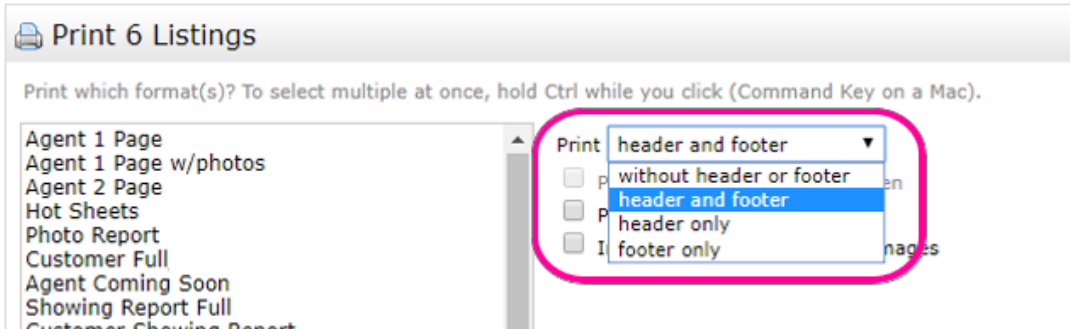 Print 6 Listings
Print which format(s)? To select multiple at once, hold Ctrl while you click (Command Key on a Mac).
Agent 1 Page
Agent 1 Page w/photos
Agent 2 Page
Hot Sheets
Photo Report
Customer Full
Agent Coming Soon
Showing Report Full
Customer Showing Report
Print header and footer
without header or footer
header and footer
header only
footer only